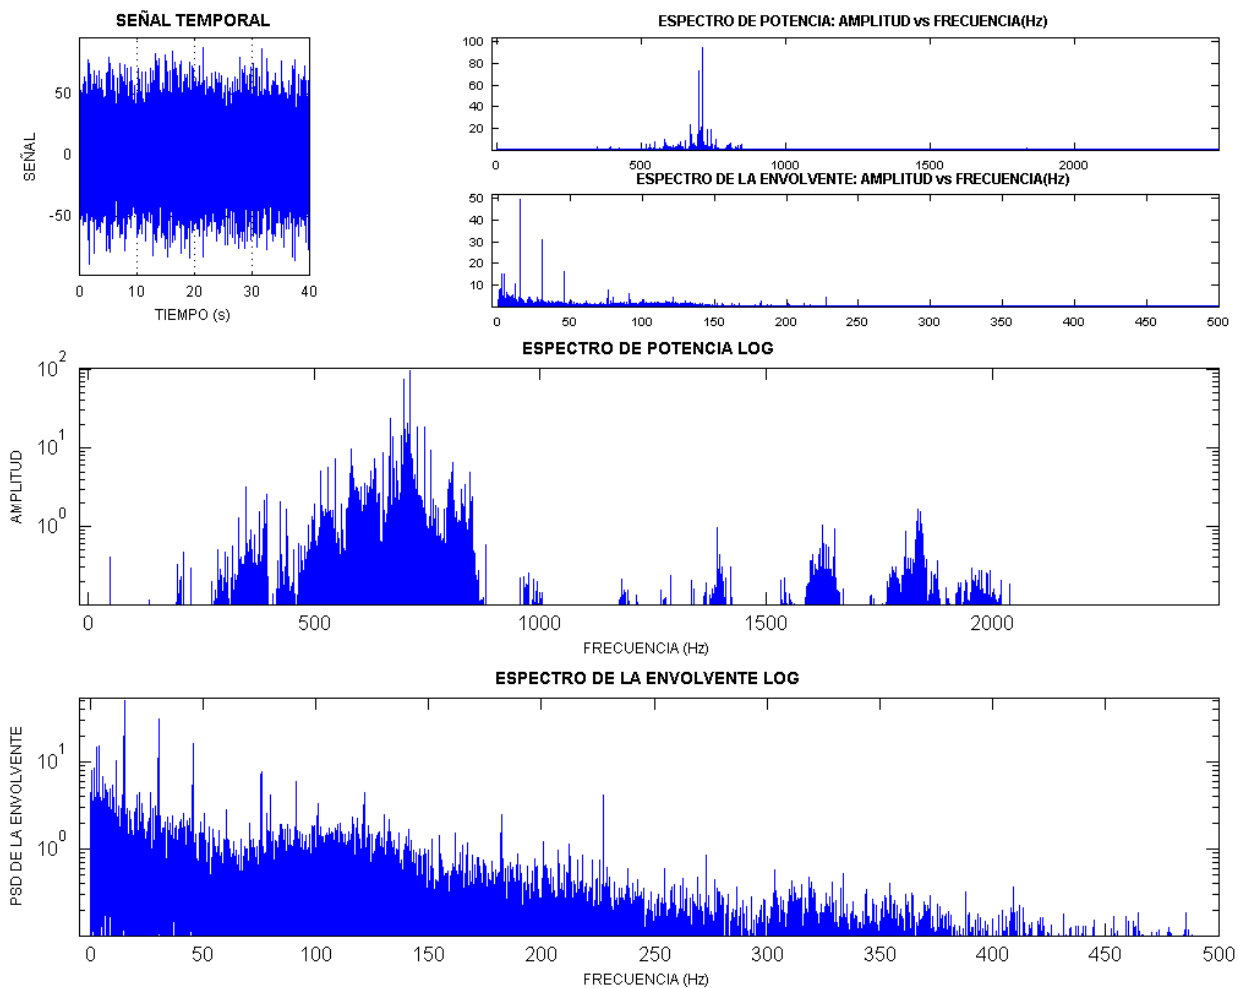 SEÑAL TEMPORAL
50
0
-50
SEÑAL
0 10 20 30 40
TIEMPO (s)
ESPECTRO DE POTENCIA: AMPLITUD vs FRECUENCIA(Hz)
100
80
60
40
20
0 500 1000 1500 2000
ESPECTRO DE LA ENVOLVENTE: AMPLITUD vs FRECUENCIA(Hz)
50
40
30
20
10
0 50 100 150 200 250 300 350 400 450 500
ESPECTRO DE POTENCIA LOG
10^2
10^1
10^0
AMPLITUD
0 500 1000 1500 2000
FRECUENCIA (Hz)
ESPECTRO DE LA ENVOLVENTE LOG
10^1
10^0
PSD DE LA ENVOLVENTE
0 50 100 150 200 250 300 350 400 450 500
FRECUENCIA (Hz)